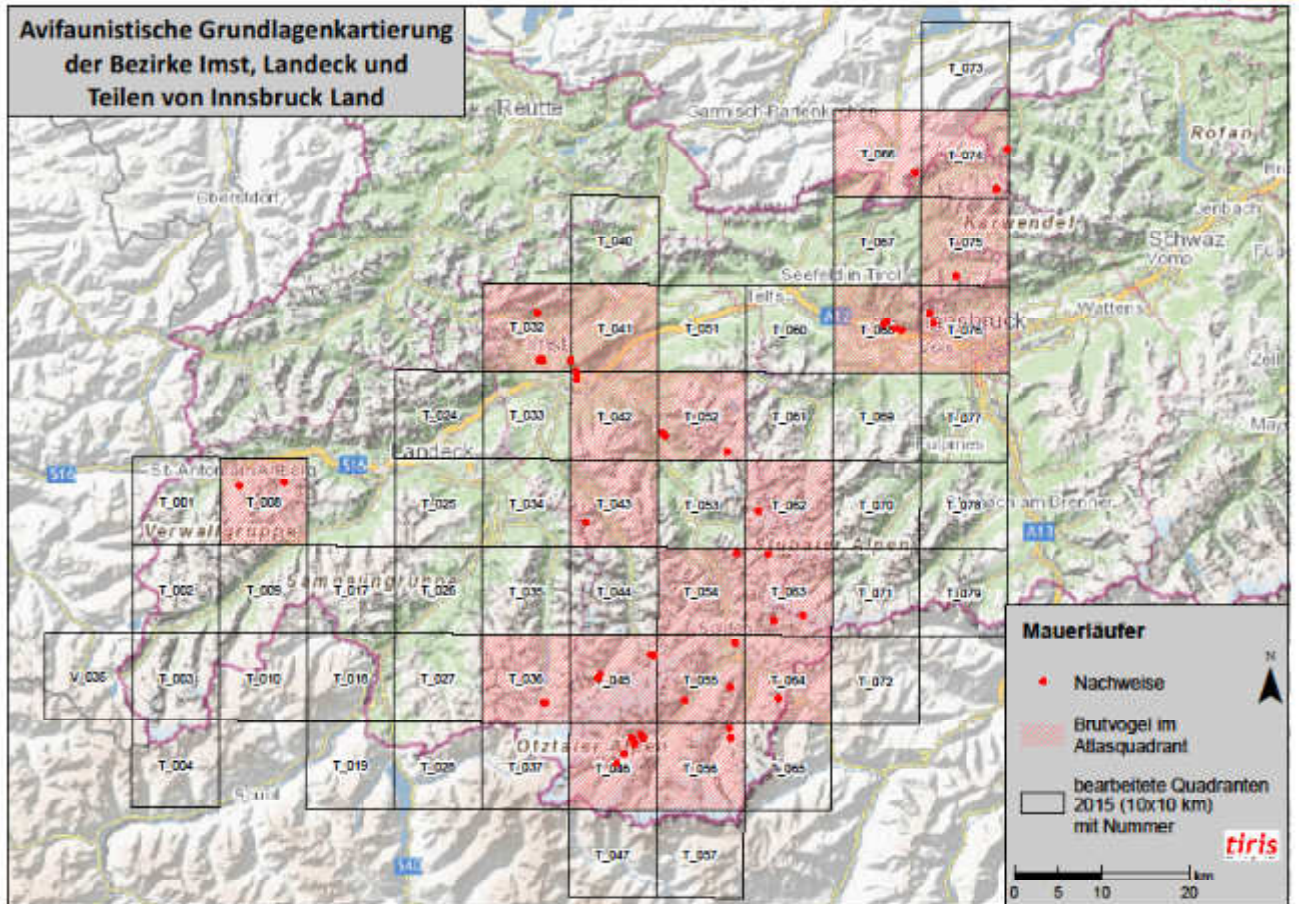 Avifaunistische Grundlagenkartierung
der Bezirke Imst, Landeck und
Teilen von Innsbruck Land
T_073
Reutte
Garmisch-Partenkirchen
Rofan
T_066
T_074
Oberstdorf
Jenbach
T_040
T_067
Karwendel
T_075
Schwaz
Vomp
Seefeld in Tirol
Telfs
A12
Wattens
T_032
T_041
T_051
T_060
T_068
T_076
T_024
T_033
T_042
T_052
T_061
T_069
T_077
Landeck
Fulpmes
S16
St. Anton am Arlberg
S16
T_001
T_008
T_025
T_034
T_043
T_053
T_062
T_070
T_078
Verwallgruppe
A13
Stubaier Alpen
T_002
T_009
Samnaungruppe
T_017
T_026
T_035
T_044
T_054
T_063
T_071
T_079
V_036
T_003
T_010
T_018
T_027
T_036
T_045
T_055
T_064
T_072
Ötztaler Alpen
T_004
T_019
T_028
T_037
T_046
T_056
T_065
S40
T_047
T_057
Mauerläufer
N
Nachweise
Brutvogel im
Atlasquadrant
bearbeitete Quadranten
2015 (10x10 km)
mit Nummer
tiris
km
0 5 10 20